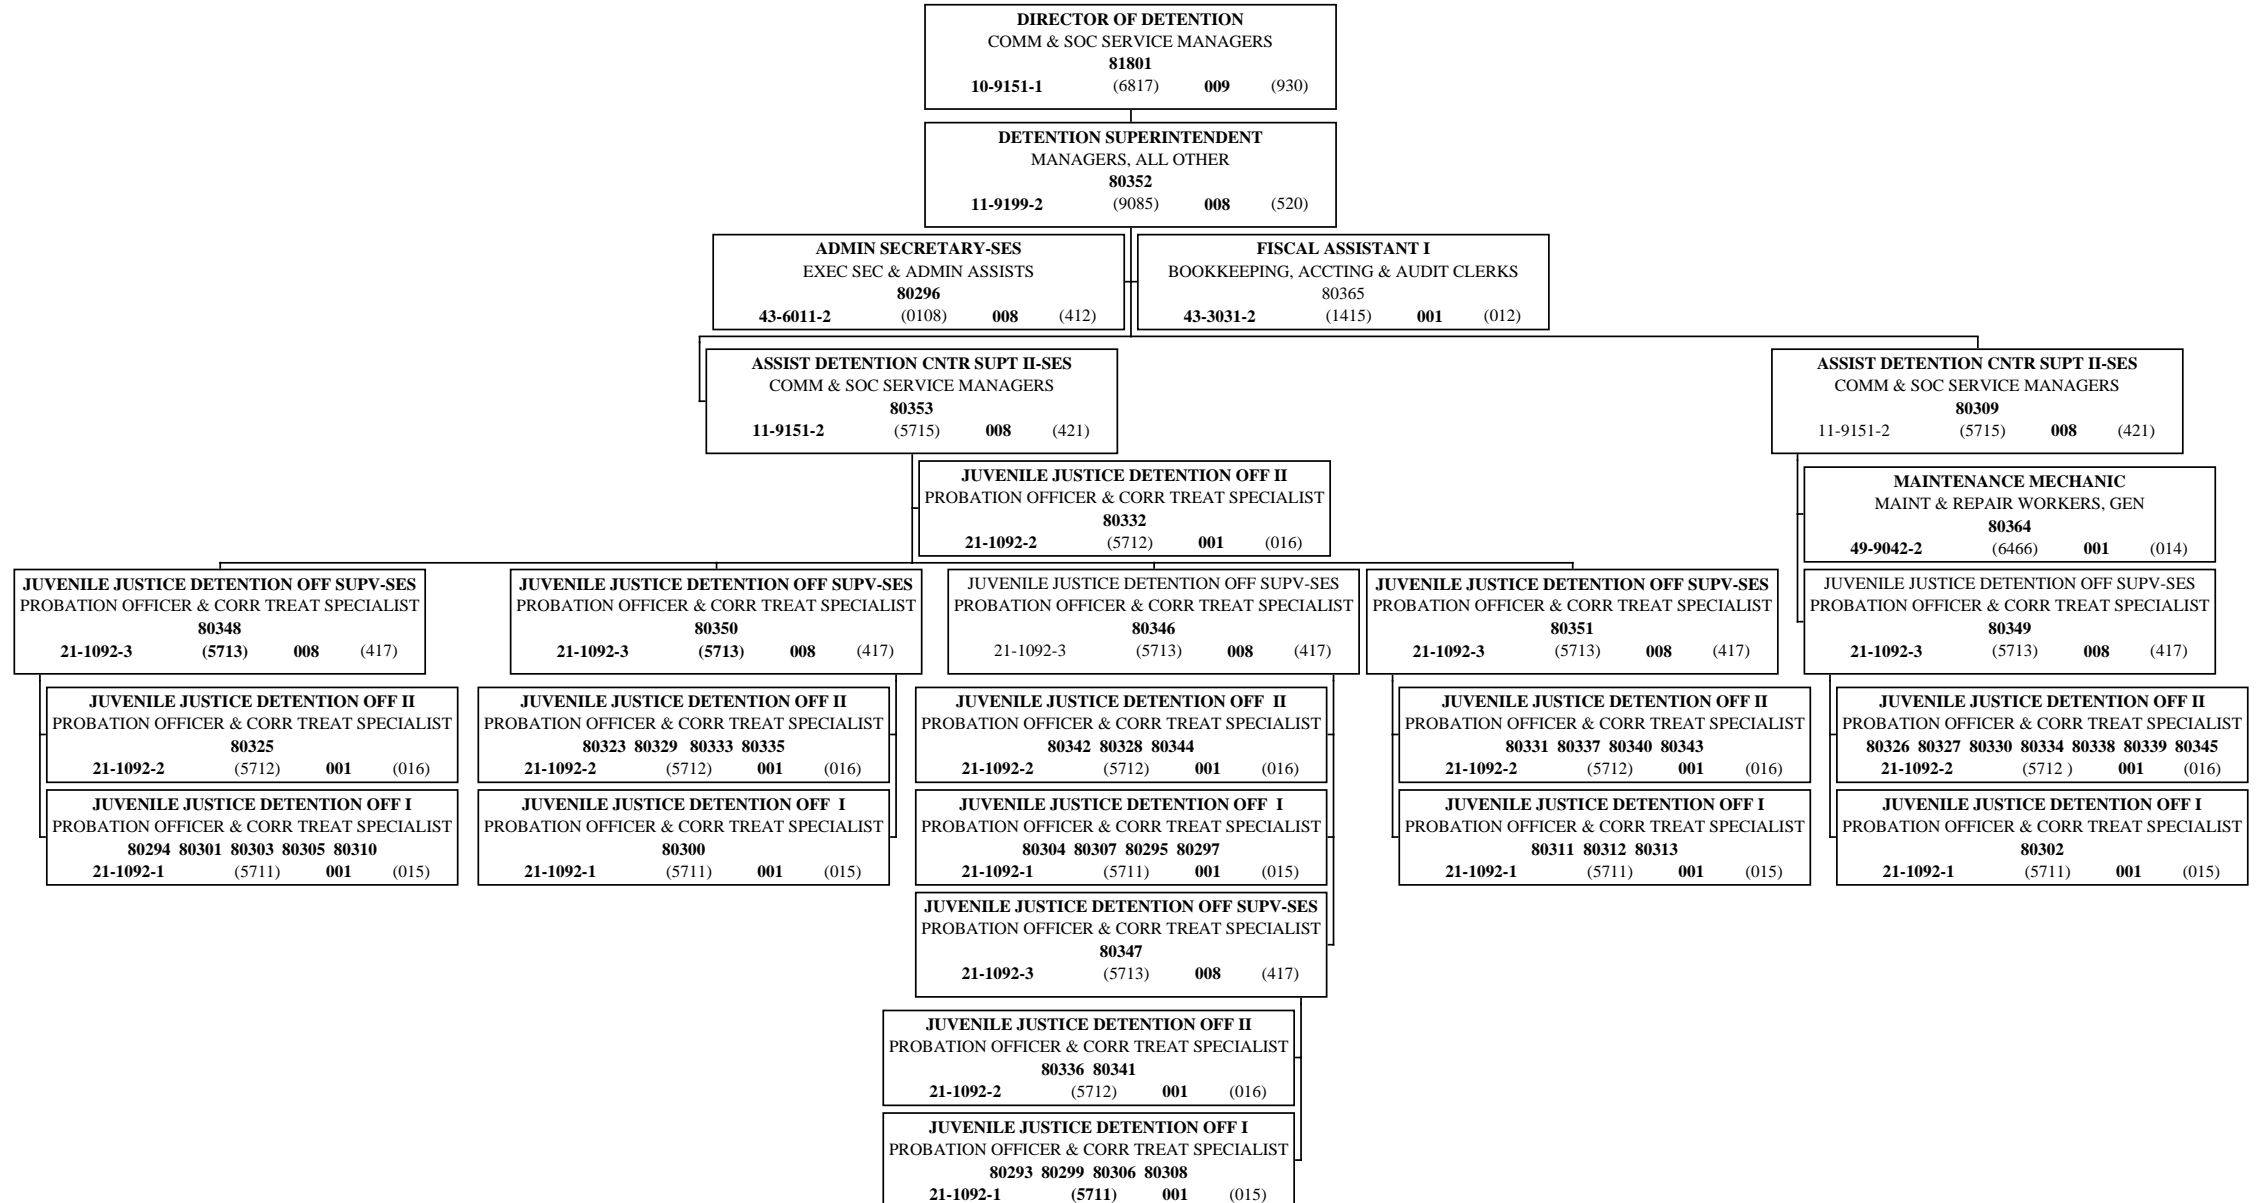 DIRECTOR OF DETENTION
COMM & SOC SERVICE MANAGERS
81801
10-9151-1 (6817) 009 (930)
DETENTION SUPERINTENDENT
MANAGERS, ALL OTHER
80352
11-9199-2 (9085) 008 (520)
ADMIN SECRETARY-SES
EXEC SEC & ADMIN ASSISTS
80296
43-6011-2 (0108) 008 (412)
FISCAL ASSISTANT I
BOOKKEEPING, ACCTING & AUDIT CLERKS
80365
43-3031-2 (1415) 001 (012)
ASSIST DETENTION CNTR SUPT II-SES
COMM & SOC SERVICE MANAGERS
80353
11-9151-2 (5715) 008 (421)
ASSIST DETENTION CNTR SUPT II-SES
COMM & SOC SERVICE MANAGERS
80309
11-9151-2 (5715) 008 (421)
JUVENILE JUSTICE DETENTION OFF II
PROBATION OFFICER & CORR TREAT SPECIALIST
80332
21-1092-2 (5712) 001 (016)
MAINTENANCE MECHANIC
MAINT & REPAIR WORKERS, GEN
80364
49-9042-2 (6466) 001 (014)
JUVENILE JUSTICE DETENTION OFF SUPV-SES
PROBATION OFFICER & CORR TREAT SPECIALIST
80348
21-1092-3 (5713) 008 (417)
JUVENILE JUSTICE DETENTION OFF SUPV-SES
PROBATION OFFICER & CORR TREAT SPECIALIST
80350
21-1092-3 (5713) 008 (417)
JUVENILE JUSTICE DETENTION OFF SUPV-SES
PROBATION OFFICER & CORR TREAT SPECIALIST
80346
21-1092-3 (5713) 008 (417)
JUVENILE JUSTICE DETENTION OFF SUPV-SES
PROBATION OFFICER & CORR TREAT SPECIALIST
80351
21-1092-3 (5713) 008 (417)
JUVENILE JUSTICE DETENTION OFF SUPV-SES
PROBATION OFFICER & CORR TREAT SPECIALIST
80349
21-1092-3 (5713) 008 (417)
JUVENILE JUSTICE DETENTION OFF II
PROBATION OFFICER & CORR TREAT SPECIALIST
80325
21-1092-2 (5712) 001 (016)
JUVENILE JUSTICE DETENTION OFF II
PROBATION OFFICER & CORR TREAT SPECIALIST
80323 80329 80333 80335
21-1092-2 (5712) 001 (016)
JUVENILE JUSTICE DETENTION OFF II
PROBATION OFFICER & CORR TREAT SPECIALIST
80342 80328 80344
21-1092-2 (5712) 001 (016)
JUVENILE JUSTICE DETENTION OFF II
PROBATION OFFICER & CORR TREAT SPECIALIST
80331 80337 80340 80343
21-1092-2 (5712) 001 (016)
JUVENILE JUSTICE DETENTION OFF II
PROBATION OFFICER & CORR TREAT SPECIALIST
80326 80327 80330 80334 80338 80339 80345
21-1092-2 (5712 ) 001 (016)
JUVENILE JUSTICE DETENTION OFF I
PROBATION OFFICER & CORR TREAT SPECIALIST
80294 80301 80303 80305 80310
21-1092-1 (5711) 001 (015)
JUVENILE JUSTICE DETENTION OFF I
PROBATION OFFICER & CORR TREAT SPECIALIST
80300
21-1092-1 (5711) 001 (015)
JUVENILE JUSTICE DETENTION OFF I
PROBATION OFFICER & CORR TREAT SPECIALIST
80304 80307 80295 80297
21-1092-1 (5711) 001 (015)
JUVENILE JUSTICE DETENTION OFF I
PROBATION OFFICER & CORR TREAT SPECIALIST
80311 80312 80313
21-1092-1 (5711) 001 (015)
JUVENILE JUSTICE DETENTION OFF I
PROBATION OFFICER & CORR TREAT SPECIALIST
80302
21-1092-1 (5711) 001 (015)
JUVENILE JUSTICE DETENTION OFF SUPV-SES
PROBATION OFFICER & CORR TREAT SPECIALIST
80347
21-1092-3 (5713) 008 (417)
JUVENILE JUSTICE DETENTION OFF II
PROBATION OFFICER & CORR TREAT SPECIALIST
80336 80341
21-1092-2 (5712) 001 (016)
JUVENILE JUSTICE DETENTION OFF I
PROBATION OFFICER & CORR TREAT SPECIALIST
80293 80299 80306 80308
21-1092-1 (5711) 001 (015)